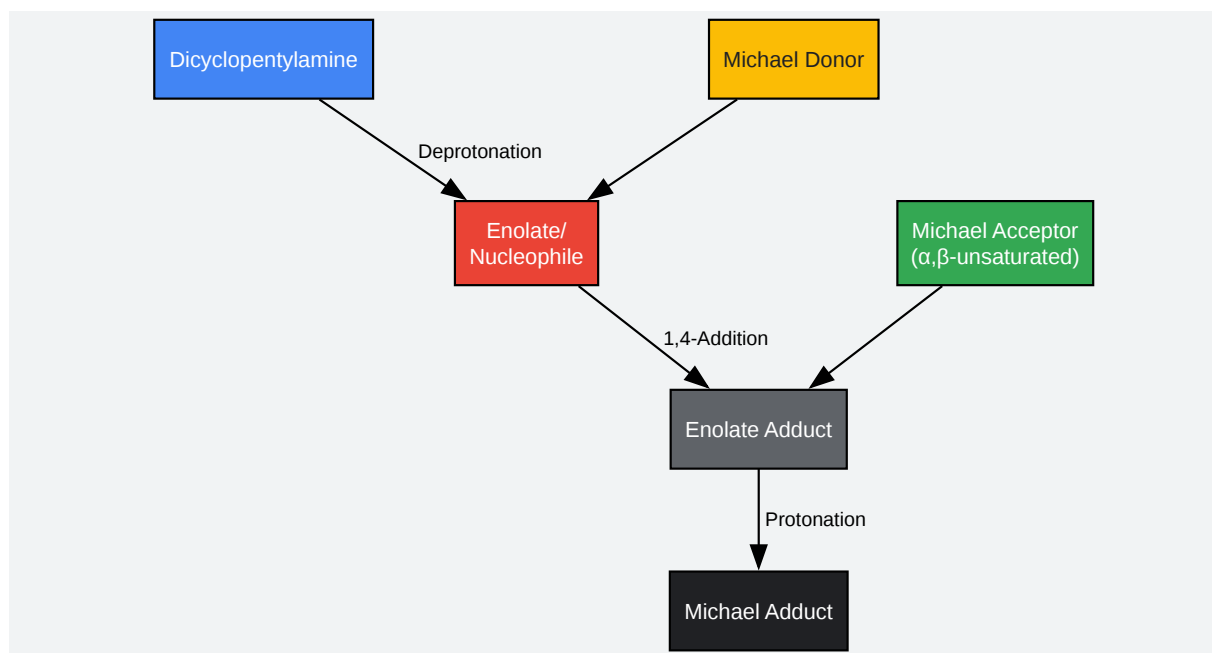 Dicyclopentylamine
Michael Donor
Deprotonation
Enolate/
Nucleophile
Michael Acceptor
(α,β-unsaturated)
1,4-Addition
Enolate Adduct
Protonation
Michael Adduct